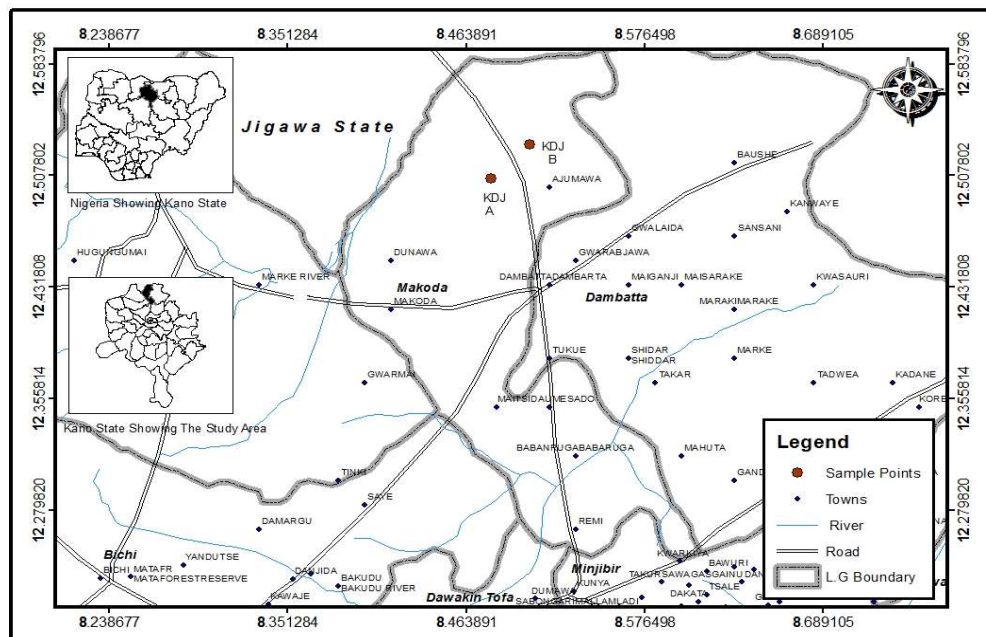 8.238677 8.351284 8.463891 8.576498 8.689105
12.583796 12.583796
Jigawa State
KDJ
B
BAUSHE
12.507802 12.507802
AJUMAWA
KDJ
A
Nigeria Showing Kano State
KANWAYE
GWALAIDA SANSANI
HUGUNGUMAI DUNAWA GWARABJAWA
12.431808 12.431808
MARKE RIVER DAMBATTADAMBARTA MAIGANJI MAISARAKE KWASAURI
Makoda Dambatta
MAKODA MARAKIMARAKE
TUKUE SHIDAR MARKE
SHIDDAR
GWARMAI TAKAR TADWEA KADANE
12.355814 12.355814
MAITSIDAUMESADO KORE
Kano State Showing The Study Area
BABANRUGABABARUGA MAHUTA
TINKI GAND
SAYE
12.279820 12.279820
DAMARGU REMI
Bichi YANDUTSE KWARKIYA
BICHI MATAFR DAUJIDA Minjibir BAWURI
MATAFORESTRESERVE BAKUDU KUNYA TAKURSAWAGASGAINUDAN
BAKUDU RIVER DUMAWA TSALE
KAWAJE Dawakin Tofa SABONGARIMALLAMLADI DAKATA
Legend
Sample Points
Towns
River
Road
L.G Boundary
8.238677 8.351284 8.463891 8.576498 8.689105